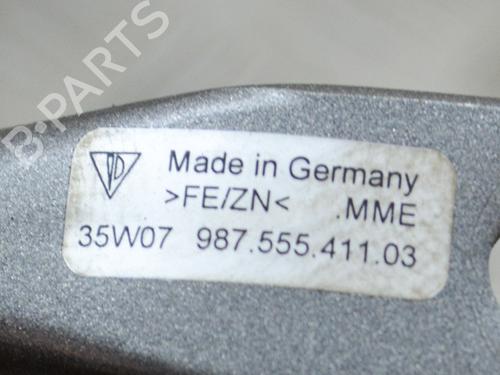 B-PARTS
Made in Germany
>FE/ZN< .MME
35W07 987.555.411.03